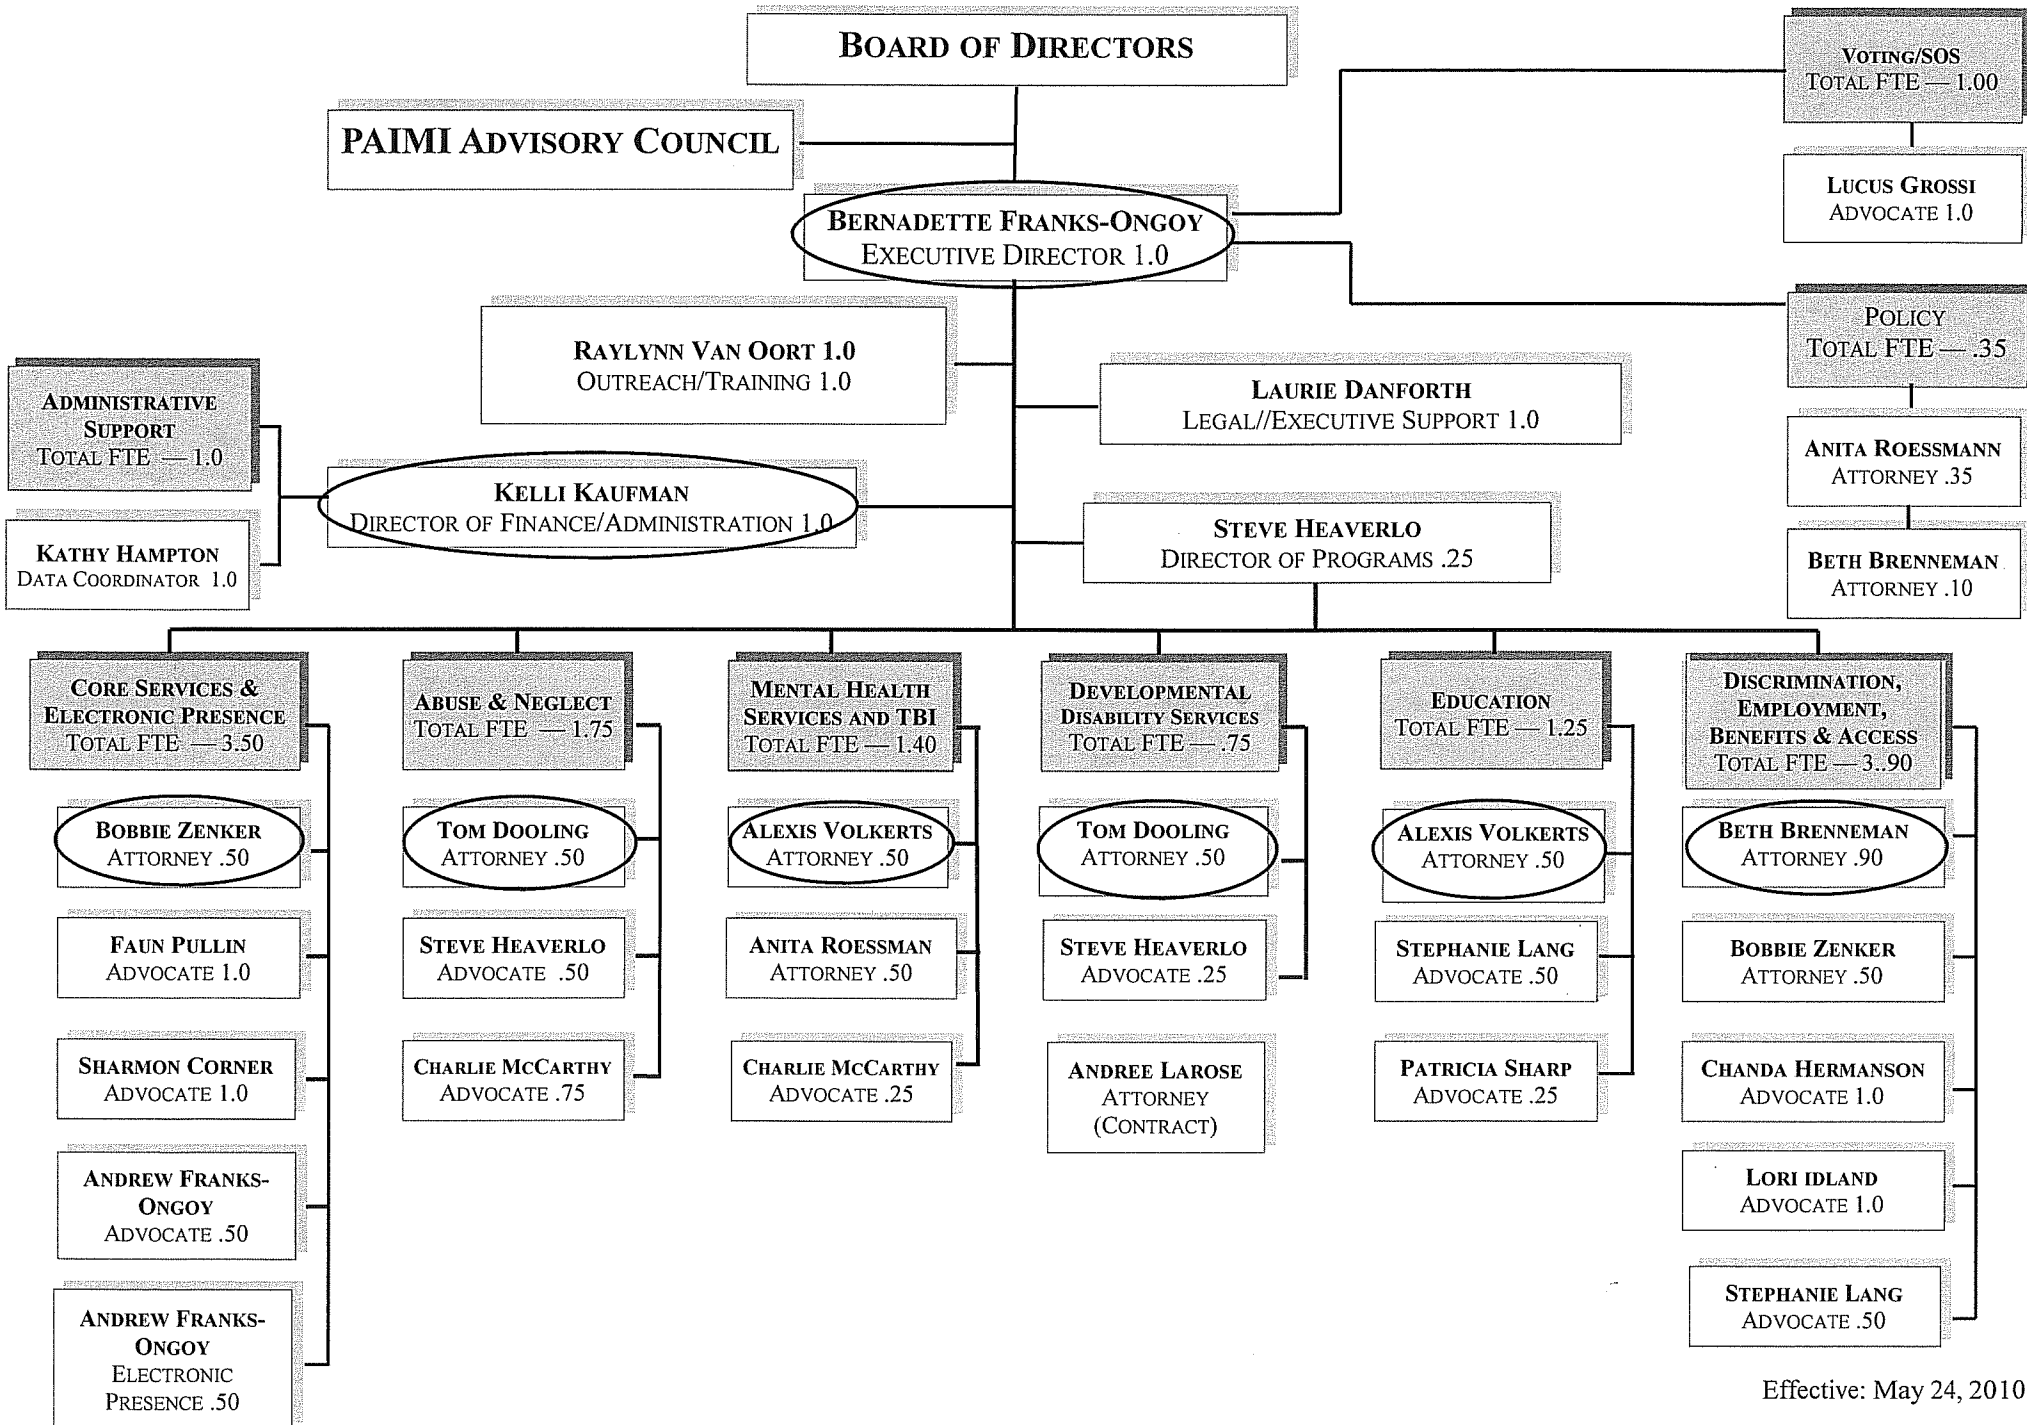 BOARD OF DIRECTORS
PAIMI ADVISORY COUNCIL
BERNADETTE FRANKS-ONGOY
EXECUTIVE DIRECTOR 1.0
VOTING/SOS
TOTAL FTE — 1.00
LUCUS GROSSI
ADVOCATE 1.0
POLICY
TOTAL FTE — .35
ANITA ROESSMANN
ATTORNEY .35
BETH BRENNEMAN
ATTORNEY .10
RAYLYNN VAN OORT 1.0
OUTREACH/TRAINING 1.0
LAURIE DANFORTH
LEGAL//EXECUTIVE SUPPORT 1.0
ADMINISTRATIVE
SUPPORT
TOTAL FTE — 1.0
KATHY HAMPTON
DATA COORDINATOR 1.0
KELLI KAUFMAN
DIRECTOR OF FINANCE/ADMINISTRATION 1.0
STEVE HEAVERLO
DIRECTOR OF PROGRAMS .25
CORE SERVICES &
ELECTRONIC PRESENCE
TOTAL FTE — 3.50
BOBBIE ZENKER
ATTORNEY .50
FAUN PULLIN
ADVOCATE 1.0
SHARMON CORNER
ADVOCATE 1.0
ANDREW FRANKS-
ONGOY
ADVOCATE .50
ANDREW FRANKS-
ONGOY
ELECTRONIC
PRESENCE .50
ABUSE & NEGLECT
TOTAL FTE — 1.75
TOM DOOLING
ATTORNEY .50
STEVE HEAVERLO
ADVOCATE .50
CHARLIE MCCARTHY
ADVOCATE .75
MENTAL HEALTH
SERVICES AND TBI
TOTAL FTE — 1.40
ALEXIS VOLKERTS
ATTORNEY .50
ANITA ROESSMAN
ATTORNEY .50
CHARLIE MCCARTHY
ADVOCATE .25
DEVELOPMENTAL
DISABILITY SERVICES
TOTAL FTE — .75
TOM DOOLING
ATTORNEY .50
STEVE HEAVERLO
ADVOCATE .25
ANDREE LAROSE
ATTORNEY
(CONTRACT)
EDUCATION
TOTAL FTE — 1.25
ALEXIS VOLKERTS
ATTORNEY .50
STEPHANIE LANG
ADVOCATE .50
PATRICIA SHARP
ADVOCATE .25
DISCRIMINATION,
EMPLOYMENT,
BENEFITS & ACCESS
TOTAL FTE — 3..90
BETH BRENNEMAN
ATTORNEY .90
BOBBIE ZENKER
ATTORNEY .50
CHANDA HERMANSON
ADVOCATE 1.0
LORI IDLAND
ADVOCATE 1.0
STEPHANIE LANG
ADVOCATE .50
Effective: May 24, 2010